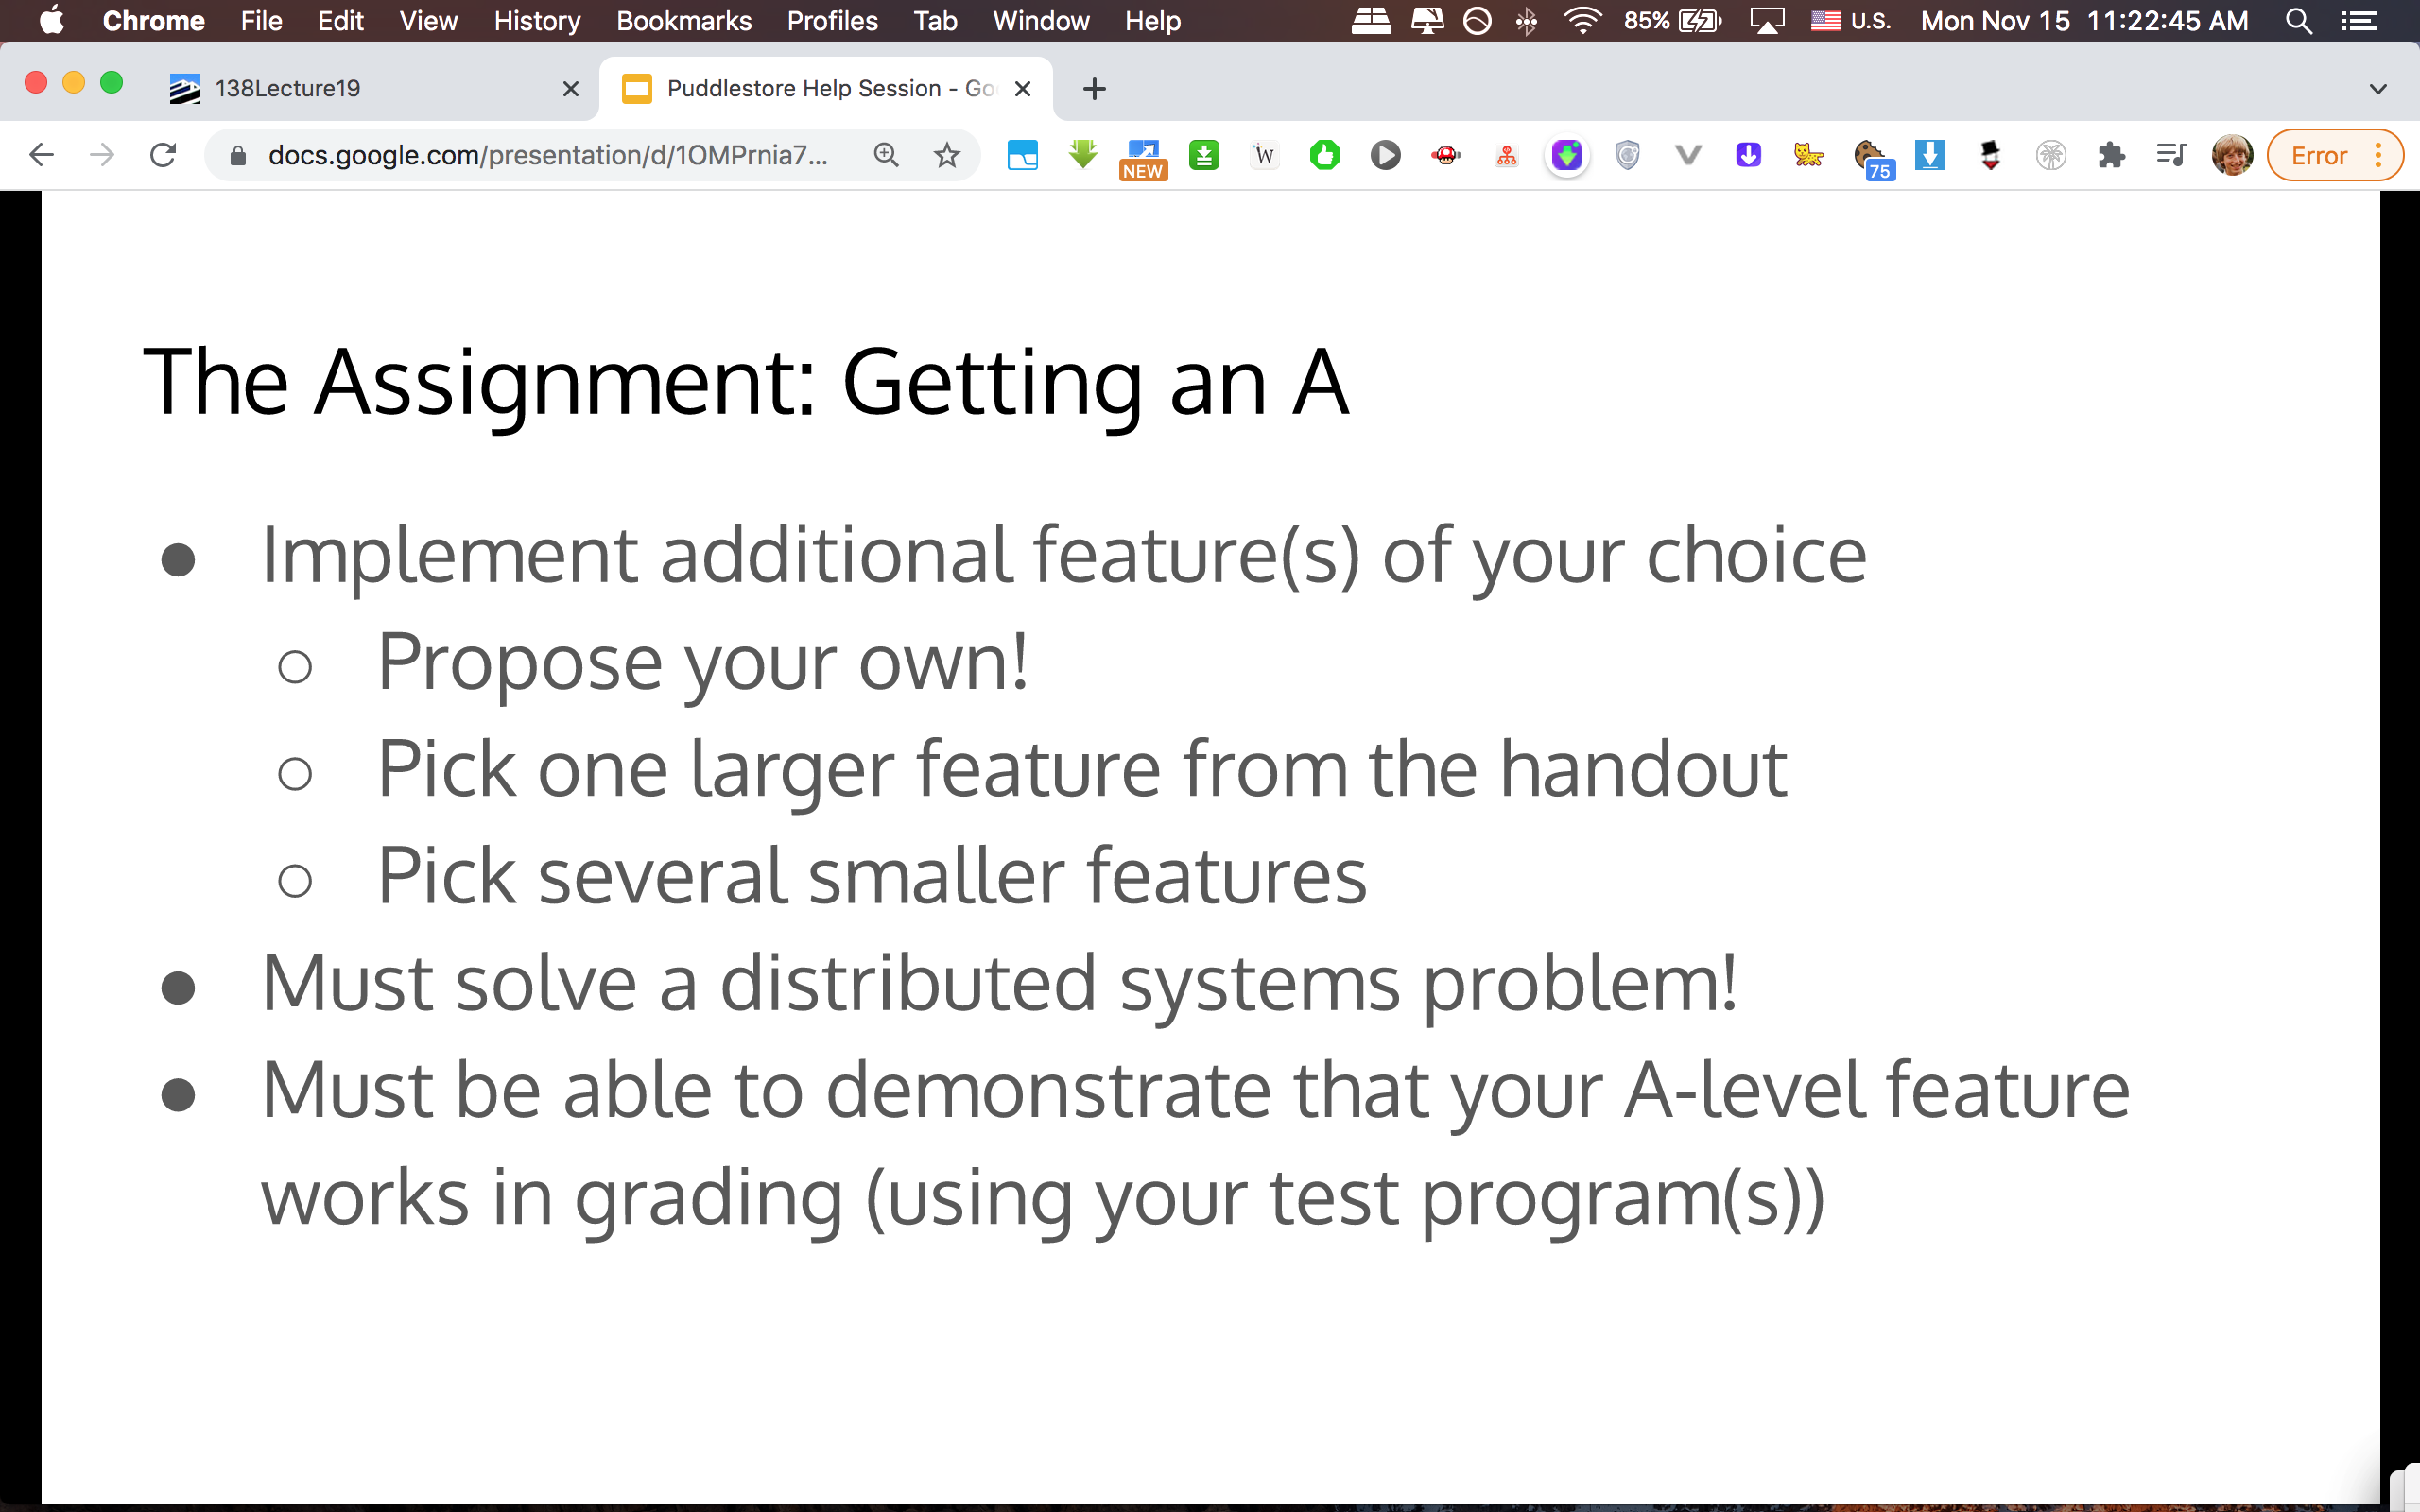 Chrome File Edit View History Bookmarks Profiles Tab Window Help 85% U.S. Mon Nov 15 11:22:45 AM
138Lecture19 Puddlestore Help Session - Go
docs.google.com/presentation/d/1OMPrnia7... NEW W 75 Error
The Assignment: Getting an A
● Implement additional feature(s) of your choice
○ Propose your own!
○ Pick one larger feature from the handout
○ Pick several smaller features
● Must solve a distributed systems problem!
● Must be able to demonstrate that your A-level feature
works in grading (using your test program(s))